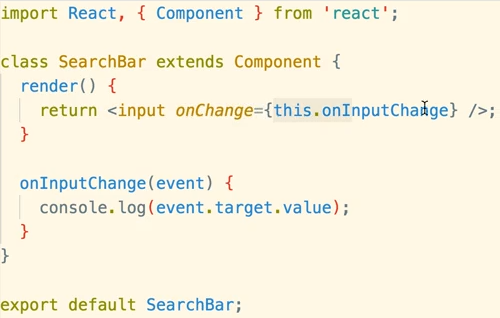 import React, { Component } from 'react';
class SearchBar extends Component {
render() {
return <input onChange={this.onInputChange} />;
}
onInputChange(event) {
console.log(event.target.value);
}
}
export default SearchBar;